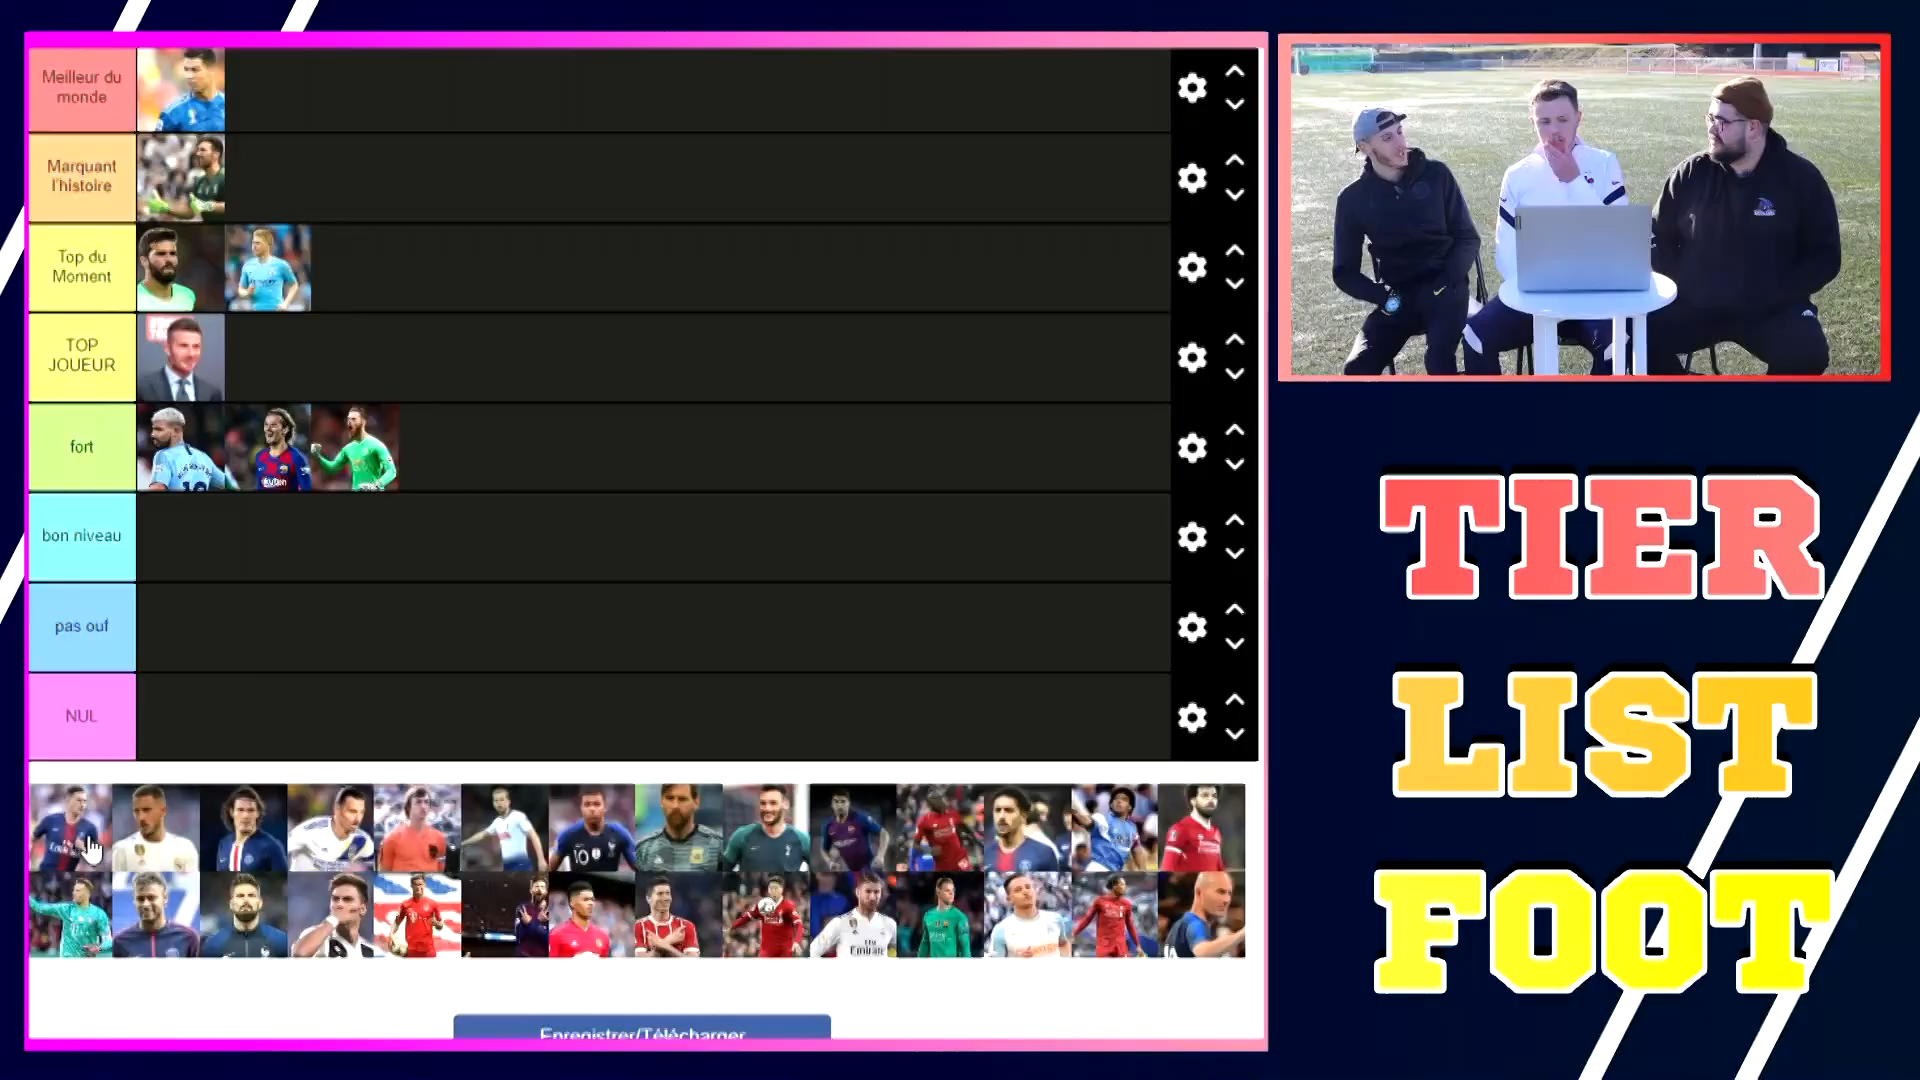 Meilleur du
monde
Marquant
l'histoire
Top du
Moment
TOP
JOUEUR
fort
bon niveau
pas ouf
NUL
10
Enregistrer/Télécharger
TIER
LIST
FOOT